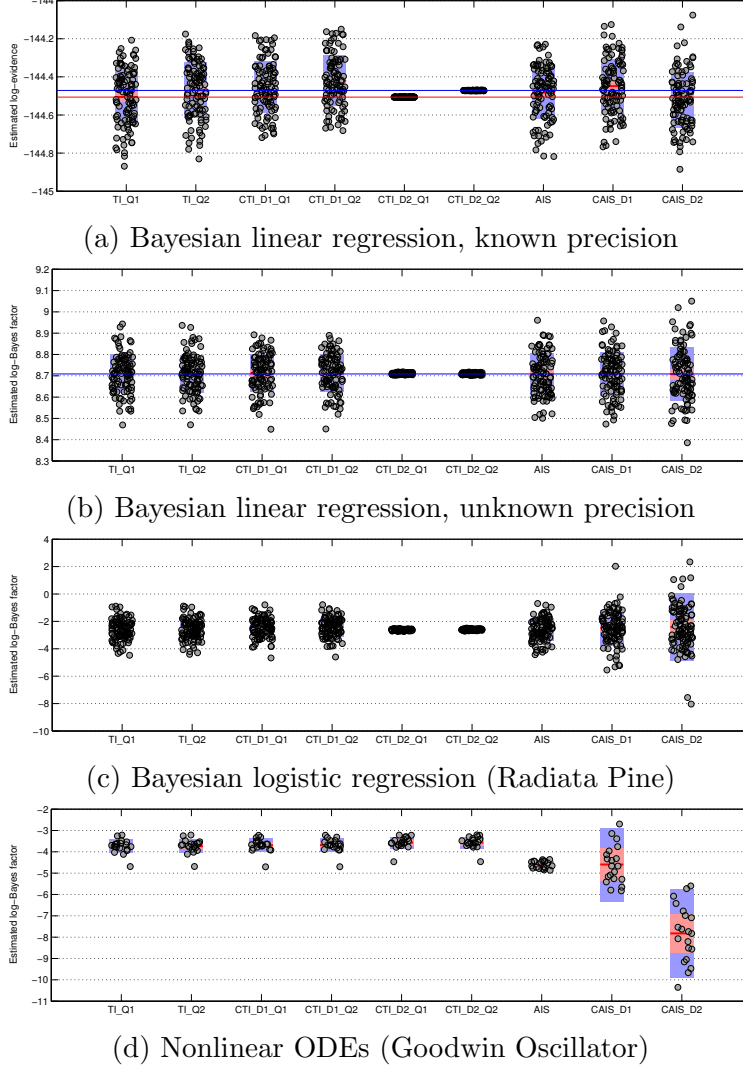 −144
−144.2
−144.4
−144.6
−144.8
−145
Estimated log−evidence
TI_Q1 TI_Q2 CTI_D1_Q1 CTI_D1_Q2 CTI_D2_Q1 CTI_D2_Q2 AIS CAIS_D1 CAIS_D2
(a) Bayesian linear regression, known precision
9.2
9.1
9
8.9
8.8
8.7
8.6
8.5
8.4
8.3
Estimated log−Bayes factor
TI_Q1 TI_Q2 CTI_D1_Q1 CTI_D1_Q2 CTI_D2_Q1 CTI_D2_Q2 AIS CAIS_D1 CAIS_D2
(b) Bayesian linear regression, unknown precision
4
2
0
−2
−4
−6
−8
−10
Estimated log−Bayes factor
TI_Q1 TI_Q2 CTI_D1_Q1 CTI_D1_Q2 CTI_D2_Q1 CTI_D2_Q2 AIS CAIS_D1 CAIS_D2
(c) Bayesian logistic regression (Radiata Pine)
−2
−3
−4
−5
−6
−7
−8
−9
−10
−11
Estimated log−Bayes factor
TI_Q1 TI_Q2 CTI_D1_Q1 CTI_D1_Q2 CTI_D2_Q1 CTI_D2_Q2 AIS CAIS_D1 CAIS_D2
(d) Nonlinear ODEs (Goodwin Oscillator)